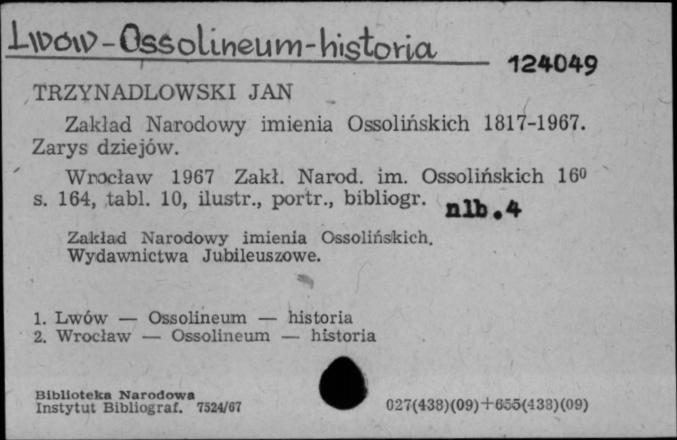 Lwów - Ossolineum - historia
124049
TRZYNADLOWSKI JAN
Zakład Narodowy imienia Ossolińskich 1817-1967.
Zarys dziejów.
Wrocław 1967 Zakł. Narod. im. Ossolińskich 16⁰
s. 164, tabl. 10, ilustr., portr., bibliogr. nlb. 4
Zakład Narodowy imienia Ossolińskich.
Wydawnictwa Jubileuszowe.
1. Lwów — Ossolineum — historia
2. Wrocław — Ossolineum — historia
Biblioteka Narodowa
Instytut Bibliograf. 7524/67
027(438)(09)+655(438)(09)